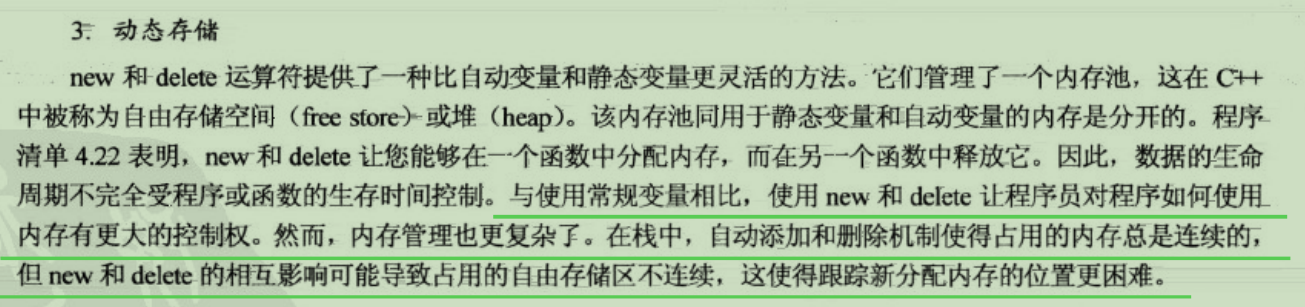 3. 动态存储
new 和 delete 运算符提供了一种比自动变量和静态变量更灵活的方法。它们管理了一个内存池，这在 C++
中被称为自由存储空间（free store）或堆（heap）。该内存池同用于静态变量和自动变量的内存是分开的。程序
清单 4.22 表明，new 和 delete 让您能够在一个函数中分配内存，而在另一个函数中释放它。因此，数据的生命
周期不完全受程序或函数的生存时间控制。与使用常规变量相比，使用 new 和 delete 让程序员对程序如何使用
内存有更大的控制权。然而，内存管理也更复杂了。在栈中，自动添加和删除机制使得占用的内存总是连续的，
但 new 和 delete 的相互影响可能导致占用的自由存储区不连续，这使得跟踪新分配内存的位置更困难。